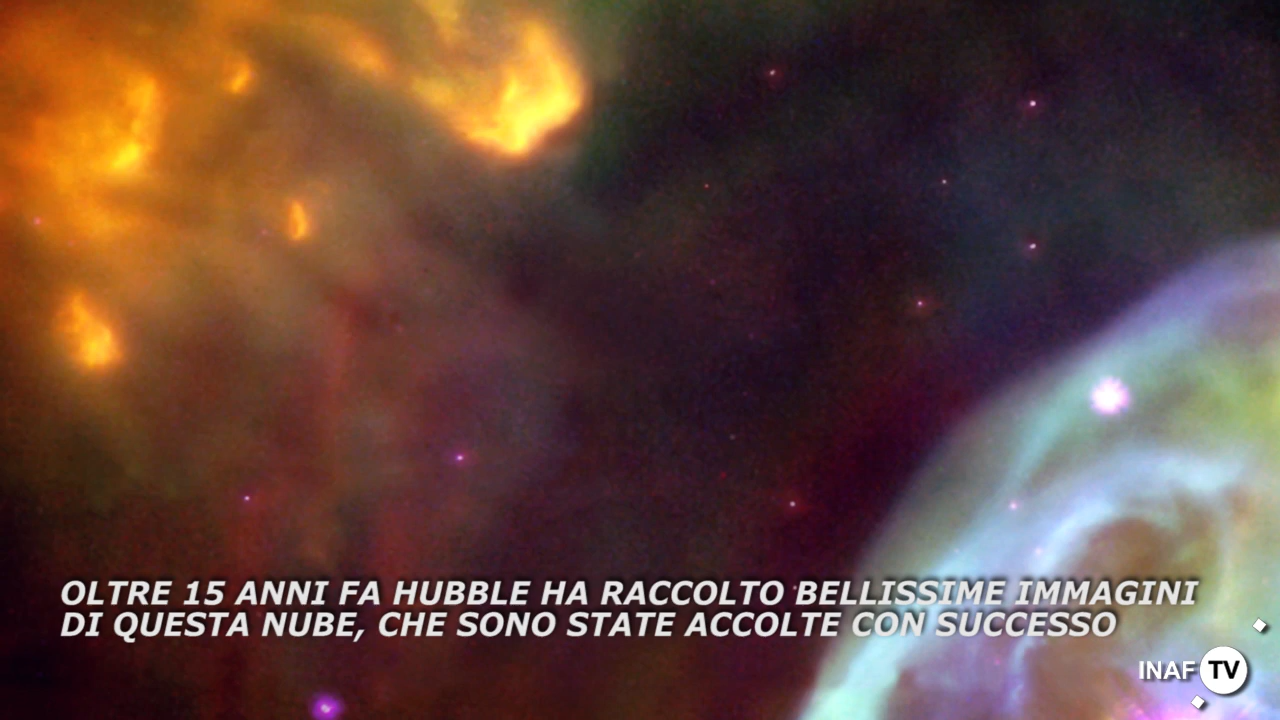 OLTRE 15 ANNI FA HUBBLE HA RACCOLTO BELLISSIME IMMAGINI
DI QUESTA NUBE, CHE SONO STATE ACCOLTE CON SUCCESSO
INAF TV